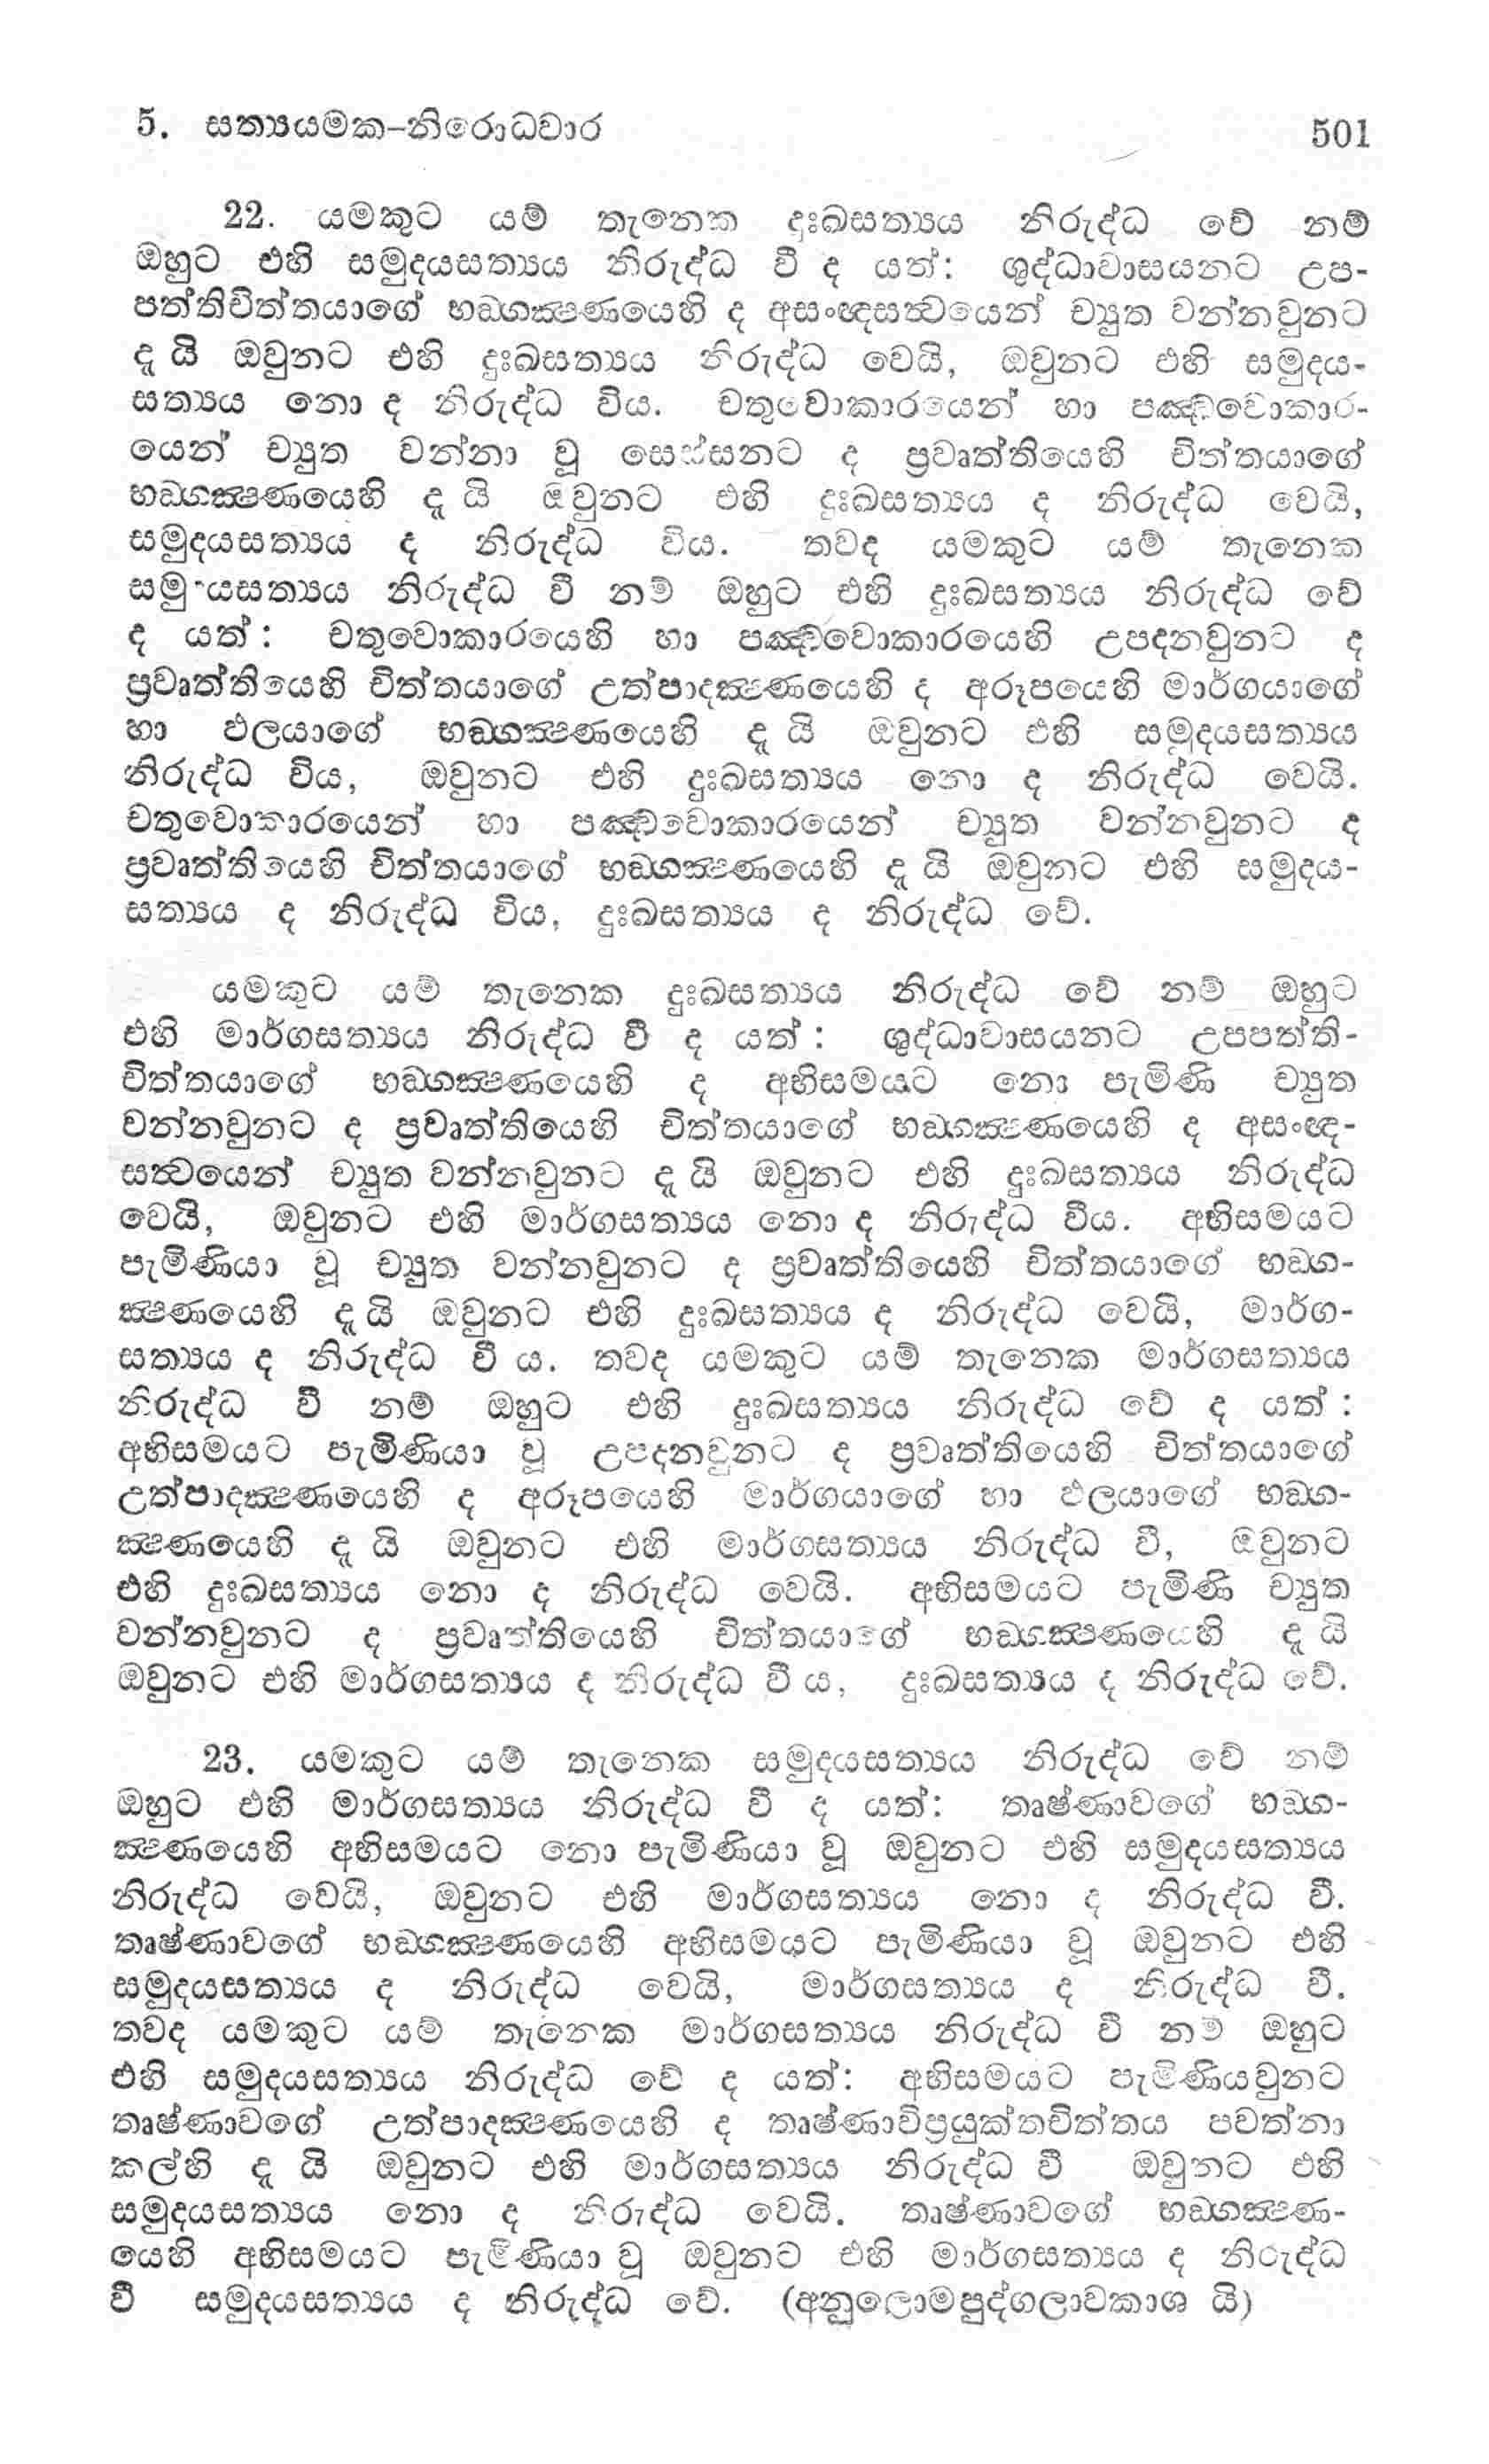 5. සත්‍යයමක–නිරොධවාර 501
22. යමකුට යම් තැනෙක දුඃඛසත්‍යය නිරුද්ධ වේ නම්
ඔහුට එහි සමුදයසත්‍යය නිරුද්ධ වී ද යත්: ශුද්ධාවාසයනට උප-
පත්තිචිත්තයාගේ භඞ්ගක්‍ෂණයෙහි ද අසංඥසත්‍වයෙන් ච්‍යුත වන්නවුනට
දැ යි ඔවුනට එහි දුඃඛසත්‍යය නිරුද්ධ වෙයි, ඔවුනට එහි සමුදය-
සත්‍යය නො ද නිරුද්ධ විය. චතුවොකාරයෙන් හා පඤ්චවොකාර-
යෙන් ච්‍යුත වන්නා වූ සෙස්සනට ද ප්‍රවෘත්තියෙහි චිත්තයාගේ
භඞ්ගක්‍ෂණයෙහි දැ යි ඔවුනට එහි දුඃඛසත්‍යය ද නිරුද්ධ වෙයි,
සමුදයසත්‍යය ද නිරුද්ධ විය. තවද යමකුට යම් තැනෙක
නිරුද්ධ වී නම් ඔහුට එහි දුඃඛසත්‍යය නිරුද්ධ වේ
ද යත්: චතුවොකාරයෙහි හා පඤ්චවොකාරයෙහි උපදනවුනට ද
ප්‍රවෘත්තියෙහි චිත්තයාගේ උත්පාදක්‍ෂණයෙහි ද අරූපයෙහි මාර්ගයාගේ
හා ඵලයාගේ භඞ්ගක්‍ෂණයෙහි දැ යි ඔවුනට එහි සමුදයසත්‍යය
නිරුද්ධ විය, ඔවුනට එහි දුඃඛසත්‍යය නො ද නිරුද්ධ වෙයි.
චතුවොකාරයෙන් හා පඤ්චවොකාරයෙන් ච්‍යුත වන්නවුනට ද
ප්‍රවෘත්තියෙහි චිත්තයාගේ භඞ්ගක්‍ෂණයෙහි දැ යි ඔවුනට එහි සමුදය-
සත්‍යය ද නිරුද්ධ විය, දුඃඛසත්‍යය ද නිරුද්ධ වේ.
යමකුට යම් තැනෙක දුඃඛසත්‍යය නිරුද්ධ වේ නම් ඔහුට
එහි මාර්ගසත්‍යය නිරුද්ධ වී ද යත්: ශුද්ධාවාසයනට උපපත්ති-
චිත්තයාගේ භඞ්ගක්‍ෂණයෙහි ද අභිසමයට නො පැමිණි ච්‍යුත
වන්නවුනට ද ප්‍රවෘත්තියෙහි චිත්තයාගේ භඞ්ගක්‍ෂණයෙහි ද අසංඥ-
සත්‍වයෙන් ච්‍යුත වන්නවුනට දැ යි ඔවුනට එහි දුඃඛසත්‍යය නිරුද්ධ
වෙයි, ඔවුනට එහි මාර්ගසත්‍යය නො ද නිරුද්ධ විය. අභිසමයට
පැමිණියා වූ ච්‍යුත වන්නවුනට ද ප්‍රවෘත්තියෙහි චිත්තයාගේ භඞ්ග-
ක්‍ෂණයෙහි දැ යි ඔවුනට එහි දුඃඛසත්‍යය ද නිරුද්ධ වෙයි, මාර්ග-
සත්‍යය ද නිරුද්ධ වී ය. තවද යමකුට යම් තැනෙක මාර්ගසත්‍යය
නිරුද්ධ වී නම් ඔහුට එහි දුඃඛසත්‍යය නිරුද්ධ වේ ද යත්:
අභිසමයට පැමිණියා වූ උපදනවුනට ද ප්‍රවෘත්තියෙහි චිත්තයාගේ
උත්පාදක්‍ෂණයෙහි ද අරූපයෙහි මාර්ගයාගේ හා ඵලයාගේ භඞ්ග-
ක්‍ෂණයෙහි දැ යි ඔවුනට එහි මාර්ගසත්‍යය නිරුද්ධ වී, ඔවුනට
එහි දුඃඛසත්‍යය නො ද නිරුද්ධ වෙයි. අභිසමයට පැමිණි ච්‍යුත
වන්නවුනට ද ප්‍රවෘත්තියෙහි චිත්තයාගේ භඞ්ගක්‍ෂණයෙහි දැ යි
ඔවුනට එහි මාර්ගසත්‍යය ද නිරුද්ධ වී ය, දුඃඛසත්‍යය ද නිරුද්ධ වේ.
23. යමකුට යම් තැනෙක සමුදයසත්‍යය නිරුද්ධ වේ නම්
ඔහුට එහි මාර්ගසත්‍යය නිරුද්ධ වී ද යත්: තෘෂ්ණාවගේ භඞ්ග-
ක්‍ෂණයෙහි අභිසමයට නො පැමිණියා වූ ඔවුනට එහි සමුදයසත්‍යය
නිරුද්ධ වෙයි, ඔවුනට එහි මාර්ගසත්‍යය නො ද නිරුද්ධ වී.
තෘෂ්ණාවගේ භඞ්ගක්‍ෂණයෙහි අභිසමයට පැමිණියා වූ ඔවුනට එහි
සමුදයසත්‍යය ද නිරුද්ධ වෙයි, මාර්ගසත්‍යය ද නිරුද්ධ වී.
තවද යමකුට යම් තැනෙක මාර්ගසත්‍යය නිරුද්ධ වී නම් ඔහුට
එහි සමුදයසත්‍යය නිරුද්ධ වේ ද යත්: අභිසමයට පැමිණියවුනට
තෘෂ්ණාවගේ උත්පාදක්‍ෂණයෙහි ද තෘෂ්ණාවිප්‍රයුක්තචිත්තය පවත්නා
කල්හි දැ යි ඔවුනට එහි මාර්ගසත්‍යය නිරුද්ධ වී ඔවුනට එහි
සමුදයසත්‍යය නො ද නිරුද්ධ වෙයි. තෘෂ්ණාවගේ භඞ්ගක්‍ෂණ-
යෙහි අභිසමයට පැමිණියා වූ ඔවුනට එහි මාර්ගසත්‍යය ද නිරුද්ධ
වී සමුදයසත්‍යය ද නිරුද්ධ වේ. (අනුලොමපුද්ගලාවකාශ යි)